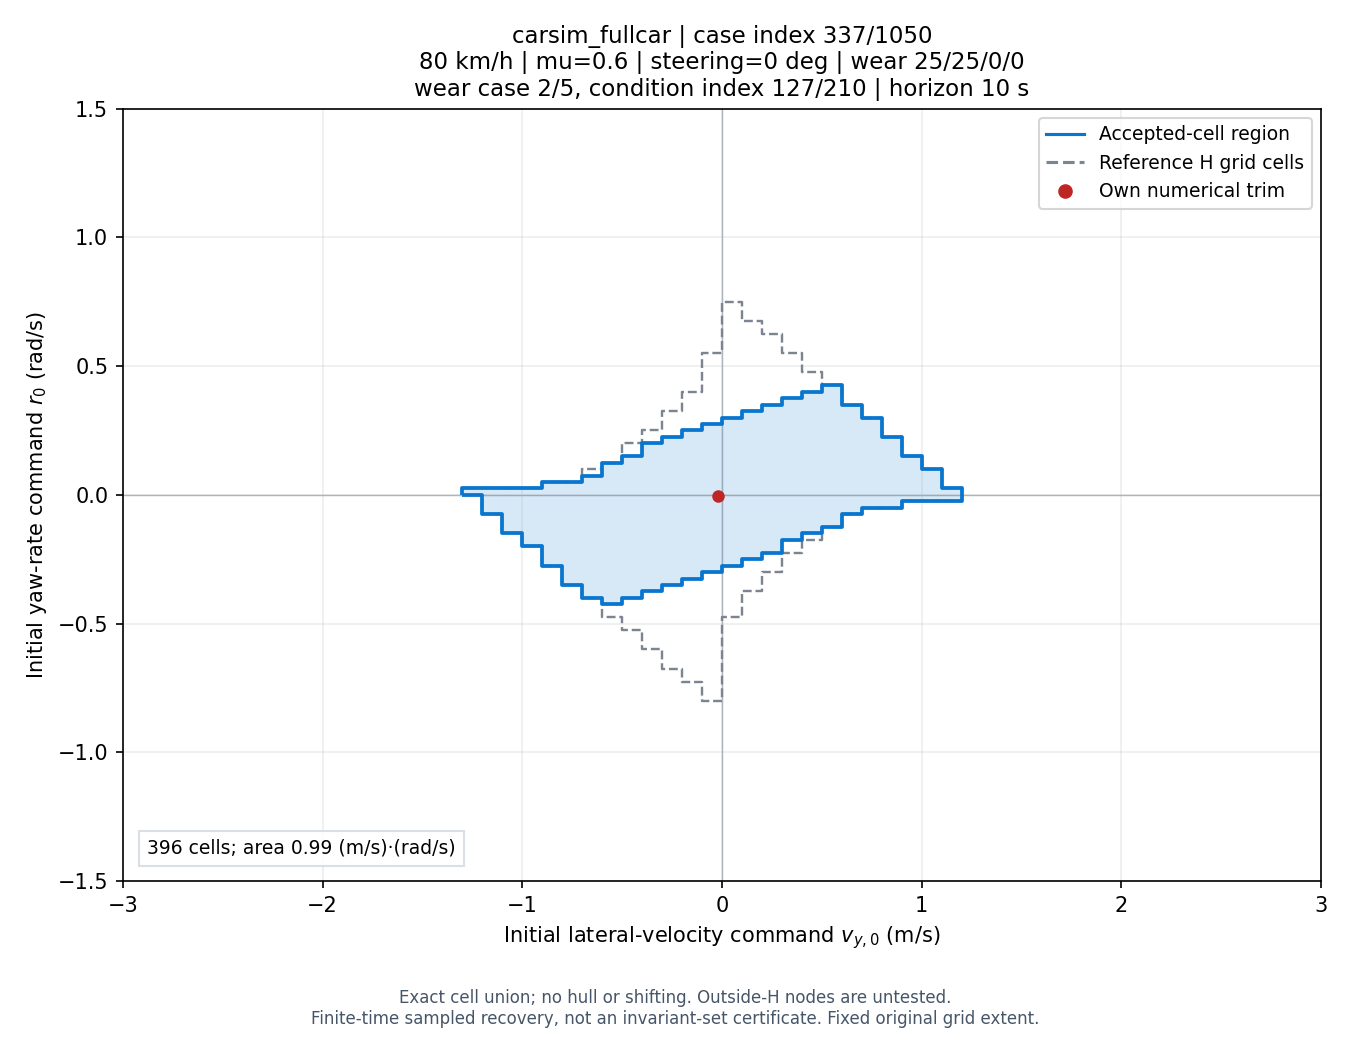 carsim_fullcar | case index 337/1050
80 km/h | mu=0.6 | steering=0 deg | wear 25/25/0/0
wear case 2/5, condition index 127/210 | horizon 10 s
Accepted-cell region
Reference H grid cells
Own numerical trim
1.5
1.0
0.5
0.0
−0.5
−1.0
−1.5
Initial yaw-rate command r₀ (rad/s)
396 cells; area 0.99 (m/s)·(rad/s)
−3
−2
−1
0
1
2
3
Initial lateral-velocity command v_{y,0} (m/s)
Exact cell union; no hull or shifting. Outside-H nodes are untested.
Finite-time sampled recovery, not an invariant-set certificate. Fixed original grid extent.